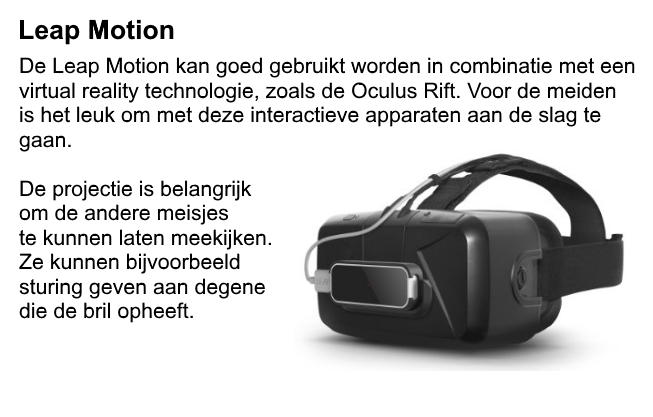 Leap Motion
De Leap Motion kan goed gebruikt worden in combinatie met een
virtual reality technologie, zoals de Oculus Rift. Voor de meiden
is het leuk om met deze interactieve apparaten aan de slag te
gaan.
De projectie is belangrijk
om de andere meisjes
te kunnen laten meekijken.
Ze kunnen bijvoorbeeld
sturing geven aan degene
die de bril opheeft.